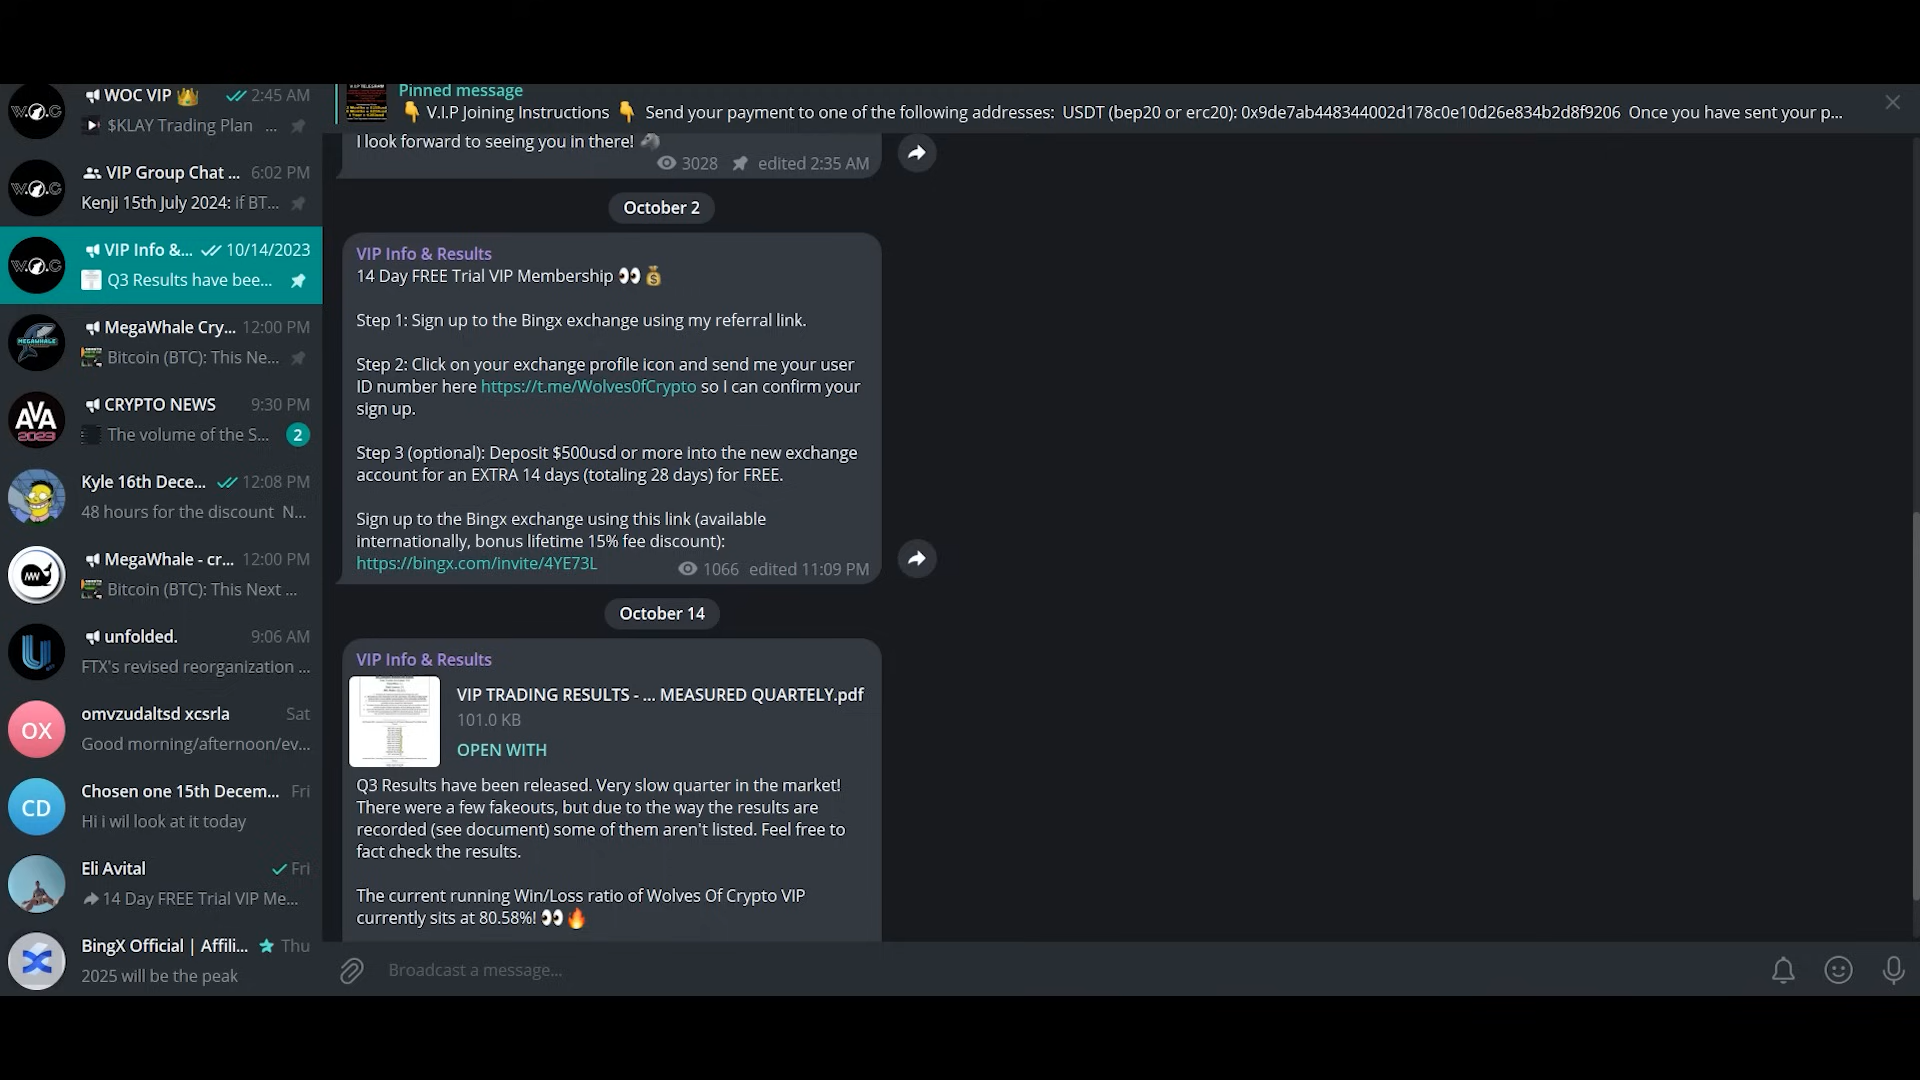 WOC VIP 👑 2:45 AM
$KLAY Trading Plan ...
VIP Group Chat ... 6:02 PM
Kenji 15th July 2024: if BT...
VIP Info &... 10/14/2023
Q3 Results have bee...
MegaWhale Cry... 12:00 PM
Bitcoin (BTC): This Ne...
CRYPTO NEWS 9:30 PM
The volume of the S... 2
Kyle 16th Dece... 12:08 PM
48 hours for the discount N...
MegaWhale - cr... 12:00 PM
Bitcoin (BTC): This Next ...
unfolded. 9:06 AM
FTX's revised reorganization ...
omvzudaltsd xcsrla Sat
Good morning/afternoon/ev...
Chosen one 15th Decem... Fri
Hi i wil look at it today
Eli Avital Fri
14 Day FREE Trial VIP Me...
BingX Official | Affili... Thu
2025 will be the peak
W.O.C
W.O.C
W.O.C
MEGAWHALE
AVA
2023
MW
OX
CD
Pinned message
👇 V.I.P Joining Instructions 👇 Send your payment to one of the following addresses: USDT (bep20 or erc20): 0x9de7ab448344002d178c0e10d26e834b2d8f9206 Once you have sent your p...
I look forward to seeing you in there! 🐺
3028 edited 2:35 AM
October 2
VIP Info & Results
14 Day FREE Trial VIP Membership 👀💰
Step 1: Sign up to the Bingx exchange using my referral link.
Step 2: Click on your exchange profile icon and send me your user
ID number here https://t.me/Wolves0fCrypto so I can confirm your
sign up.
Step 3 (optional): Deposit $500usd or more into the new exchange
account for an EXTRA 14 days (totaling 28 days) for FREE.
Sign up to the Bingx exchange using this link (available
internationally, bonus lifetime 15% fee discount):
https://bingx.com/invite/4YE73L 1066 edited 11:09 PM
October 14
VIP Info & Results
VIP TRADING RESULTS - ... MEASURED QUARTELY.pdf
101.0 KB
OPEN WITH
Q3 Results have been released. Very slow quarter in the market!
There were a few fakeouts, but due to the way the results are
recorded (see document) some of them aren't listed. Feel free to
fact check the results.
The current running Win/Loss ratio of Wolves Of Crypto VIP
currently sits at 80.58%! 👀🔥
Broadcast a message...